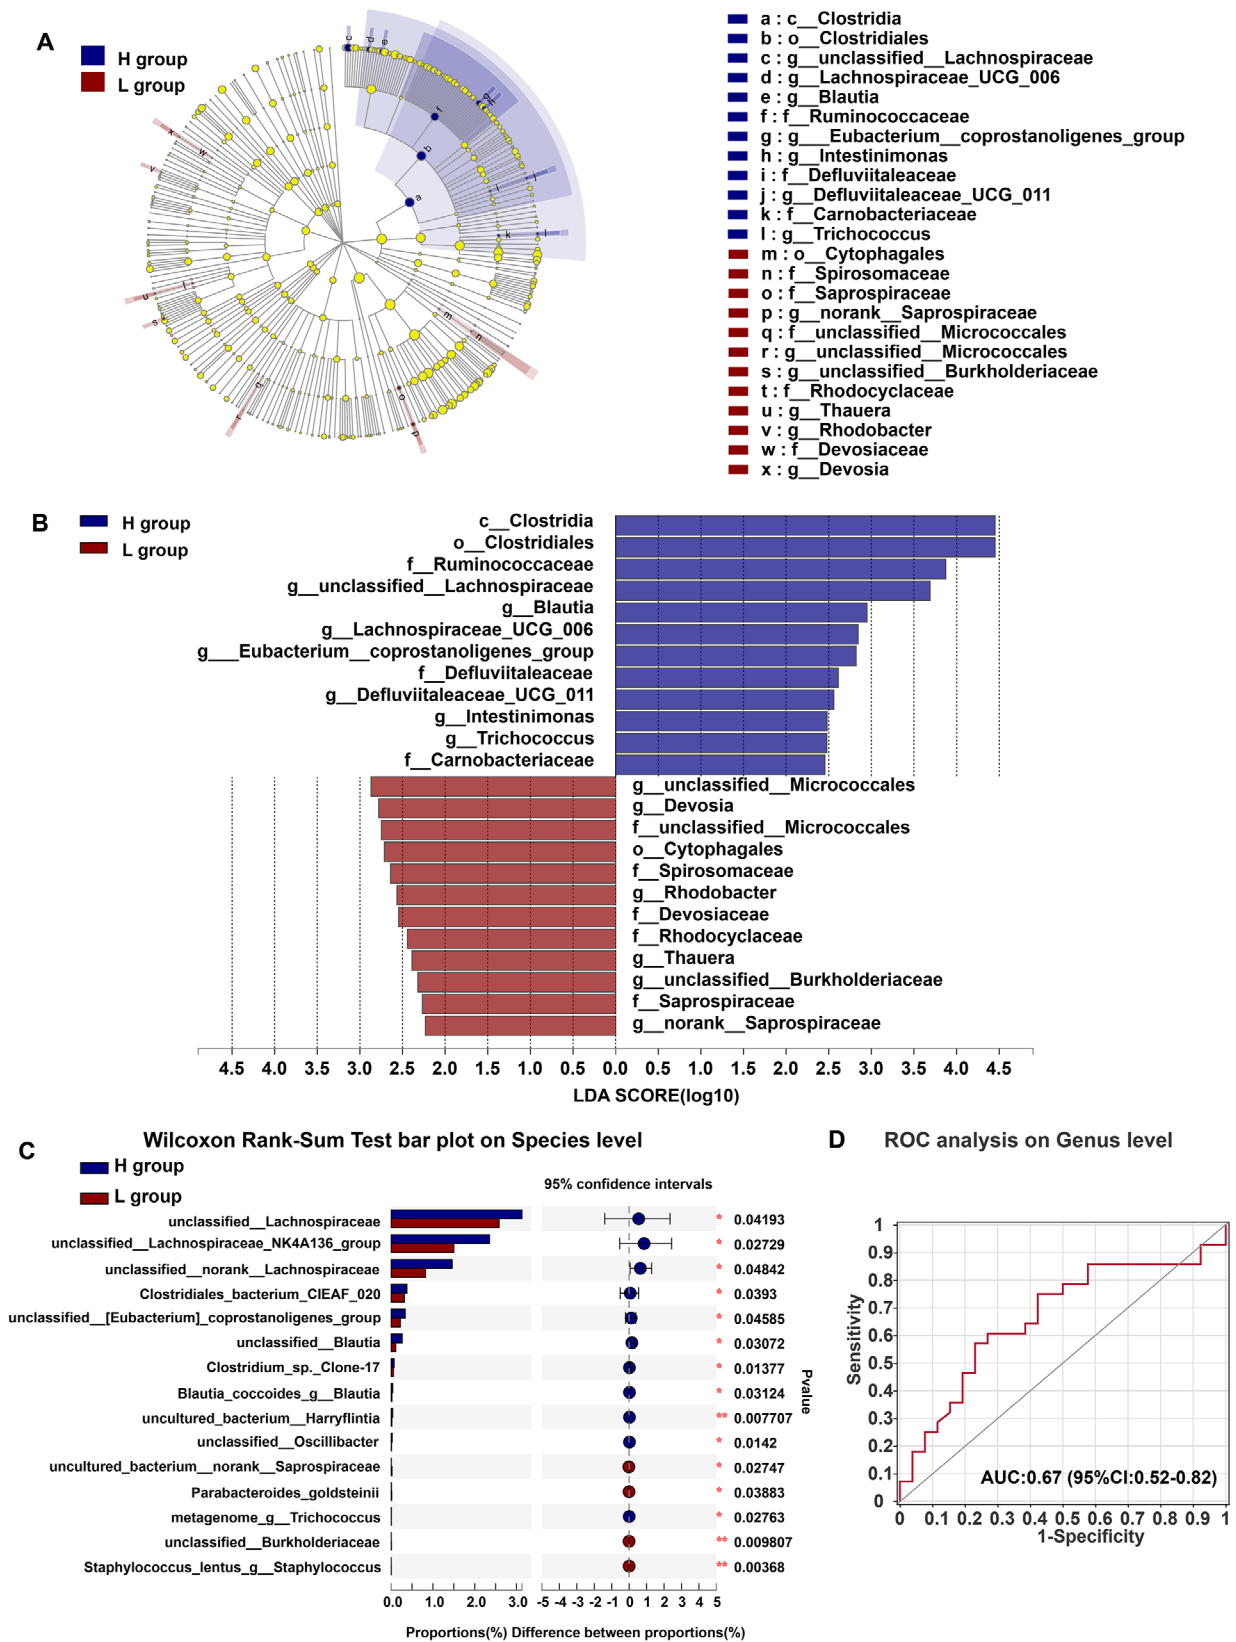 A
H group
L group
c
d
e
g
h
f
b
a
i
j
k
l
x
w
v
u
t
s
r
q
o
p
m
n
a : c__Clostridia
b : o__Clostridiales
c : g__unclassified__Lachnospiraceae
d : g__Lachnospiraceae_UCG_006
e : g__Blautia
f : f__Ruminococcaceae
g : g___Eubacterium__coprostanoligenes_group
h : g__Intestinimonas
i : f__Defluviitaleaceae
j : g__Defluviitaleaceae_UCG_011
k : f__Carnobacteriaceae
l : g__Trichococcus
m : o__Cytophagales
n : f__Spirosomaceae
o : f__Saprospiraceae
p : g__norank__Saprospiraceae
q : f__unclassified__Micrococcales
r : g__unclassified__Micrococcales
s : g__unclassified__Burkholderiaceae
t : f__Rhodocyclaceae
u : g__Thauera
v : g__Rhodobacter
w : f__Devosiaceae
x : g__Devosia
B
H group
L group
c__Clostridia
o__Clostridiales
f__Ruminococcaceae
g__unclassified__Lachnospiraceae
g__Blautia
g__Lachnospiraceae_UCG_006
g___Eubacterium__coprostanoligenes_group
f__Defluviitaleaceae
g__Defluviitaleaceae_UCG_011
g__Intestinimonas
g__Trichococcus
f__Carnobacteriaceae
g__unclassified__Micrococcales
g__Devosia
f__unclassified__Micrococcales
o__Cytophagales
f__Spirosomaceae
g__Rhodobacter
f__Devosiaceae
f__Rhodocyclaceae
g__Thauera
g__unclassified__Burkholderiaceae
f__Saprospiraceae
g__norank__Saprospiraceae
4.5 4.0 3.5 3.0 2.5 2.0 1.5 1.0 0.5 0.0 0.5 1.0 1.5 2.0 2.5 3.0 3.5 4.0 4.5
LDA SCORE(log10)
C
Wilcoxon Rank-Sum Test bar plot on Species level
H group
L group
95% confidence intervals
unclassified__Lachnospiraceae * 0.04193
unclassified__Lachnospiraceae_NK4A136_group * 0.02729
unclassified__norank__Lachnospiraceae * 0.04842
Clostridiales_bacterium_CIEAF_020 * 0.0393
unclassified__[Eubacterium]_coprostanoligenes_group * 0.04585
unclassified__Blautia * 0.03072
Clostridium_sp._Clone-17 * 0.01377
Blautia_coccoides_g__Blautia * 0.03124
uncultured_bacterium__Harryflintia ** 0.007707
unclassified__Oscillibacter * 0.0142
uncultured_bacterium__norank__Saprospiraceae * 0.02747
Parabacteroides_goldsteinii * 0.03883
metagenome_g__Trichococcus * 0.02763
unclassified__Burkholderiaceae ** 0.009807
Staphylococcus_lentus_g__Staphylococcus ** 0.00368
Pvalue
0.0 1.0 2.0 3.0 -5 -4 -3 -2 -1 0 1 2 3 4 5
Proportions(%) Difference between proportions(%)
D
ROC analysis on Genus level
1
0.9
0.8
0.7
0.6
0.5
0.4
0.3
0.2
0.1
0
Sensitivity
AUC:0.67 (95%CI:0.52-0.82)
0 0.1 0.2 0.3 0.4 0.5 0.6 0.7 0.8 0.9 1
1-Specificity